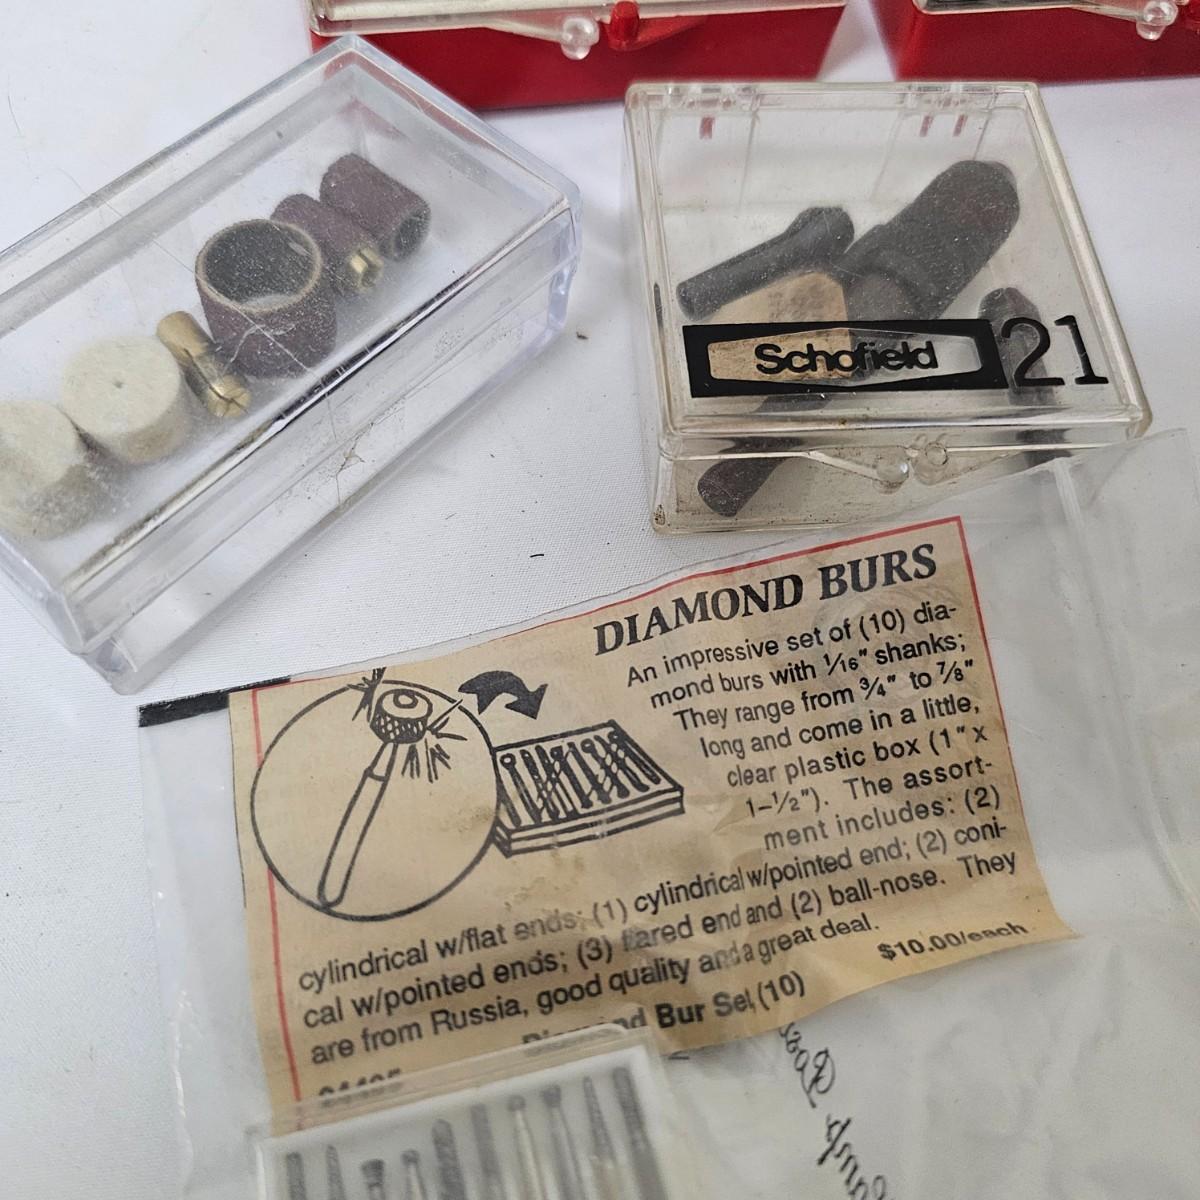 Schofield 21
DIAMOND BURS
An impressive set of (10) dia-
mond burs with 1/16" shanks;
They range from 3/4" to 7/8"
long and come in a little,
clear plastic box (1" x
1-1/2"). The assort-
ment includes: (2)
cylindrical w/flat ends; (1) cylindrical w/pointed end; (2) coni-
cal w/pointed ends; (3) flared end and (2) ball-nose. They
are from Russia, good quality and a great deal.
$10.00/each
Diamond Bur Set (10)